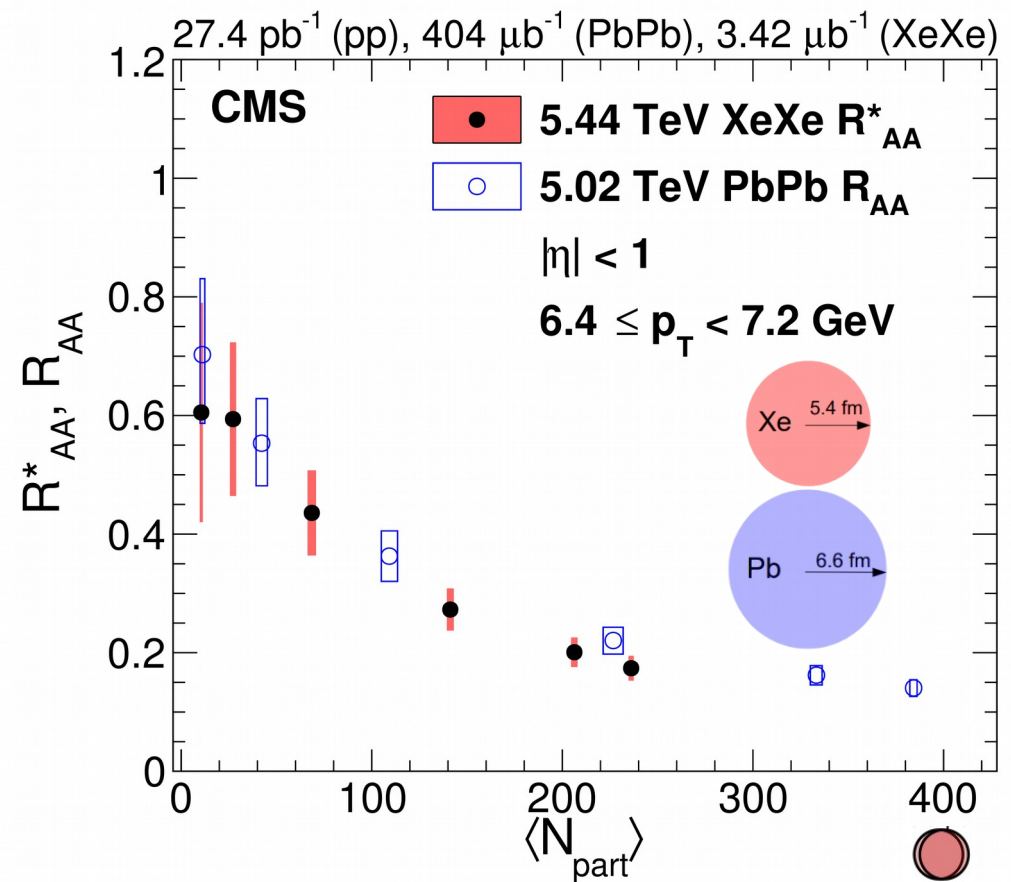 27.4 pb⁻¹ (pp), 404 μb⁻¹ (PbPb), 3.42 μb⁻¹ (XeXe)
CMS
5.44 TeV XeXe R*AA
5.02 TeV PbPb RAA
|η| < 1
6.4 ≤ pT < 7.2 GeV
Xe 5.4 fm
Pb 6.6 fm
R*AA, RAA
1.2
1
0.8
0.6
0.4
0.2
0
0 100 200 300 400
⟨Npart⟩